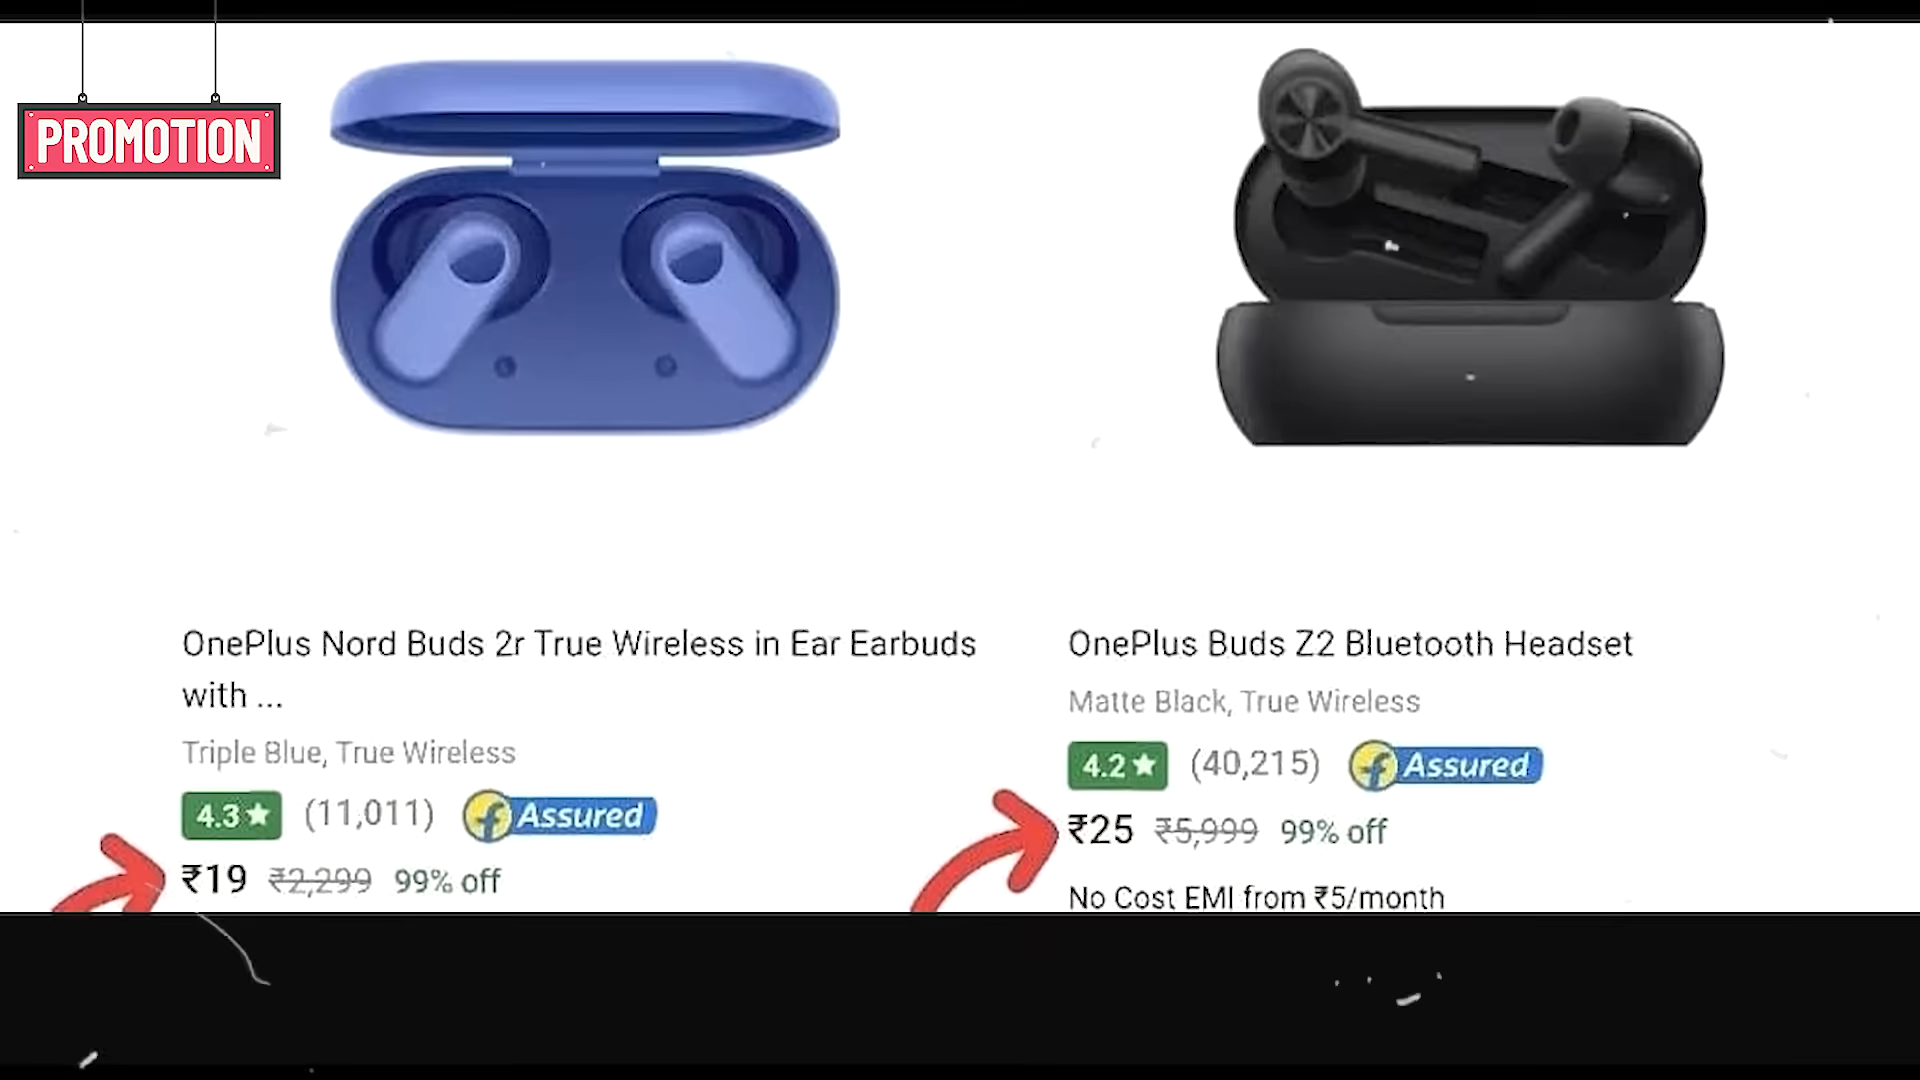 PROMOTION
OnePlus Nord Buds 2r True Wireless in Ear Earbuds
with ...
Triple Blue, True Wireless
4.3★ (11,011) Assured
₹19 ₹2,299 99% off
OnePlus Buds Z2 Bluetooth Headset
Matte Black, True Wireless
4.2★ (40,215) Assured
₹25 ₹5,999 99% off
No Cost EMI from ₹5/month